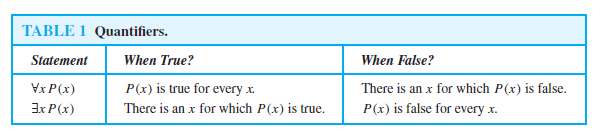 TABLE 1 Quantifiers.
Statement When True? When False?
∀x P(x) P(x) is true for every x. There is an x for which P(x) is false.
∃x P(x) There is an x for which P(x) is true. P(x) is false for every x.